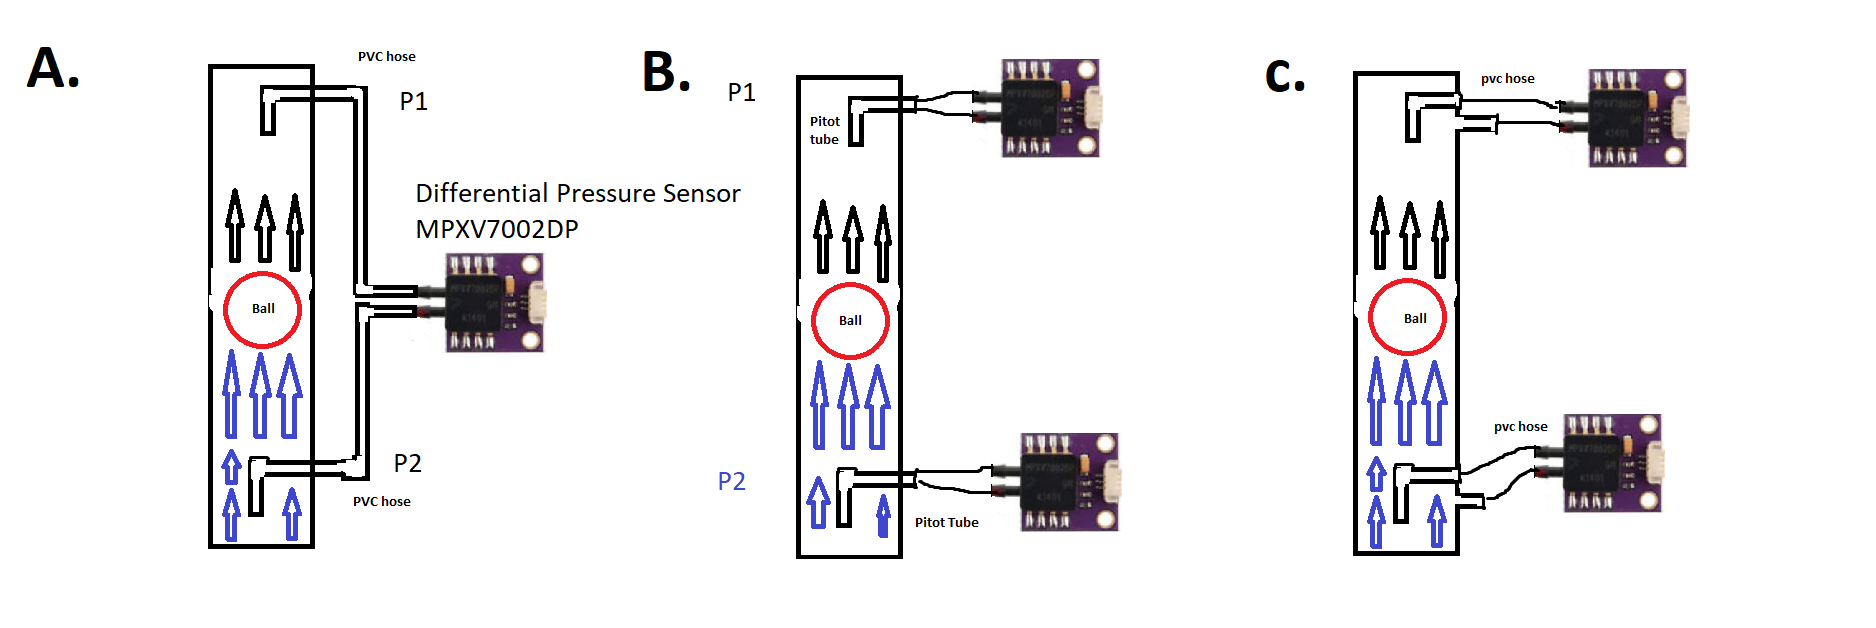 A.
PVC hose
P1
Differential Pressure Sensor
MPXV7002DP
Ball
P2
PVC hose
B.
P1
Pitot
tube
Ball
P2
Pitot Tube
c.
pvc hose
Ball
pvc hose